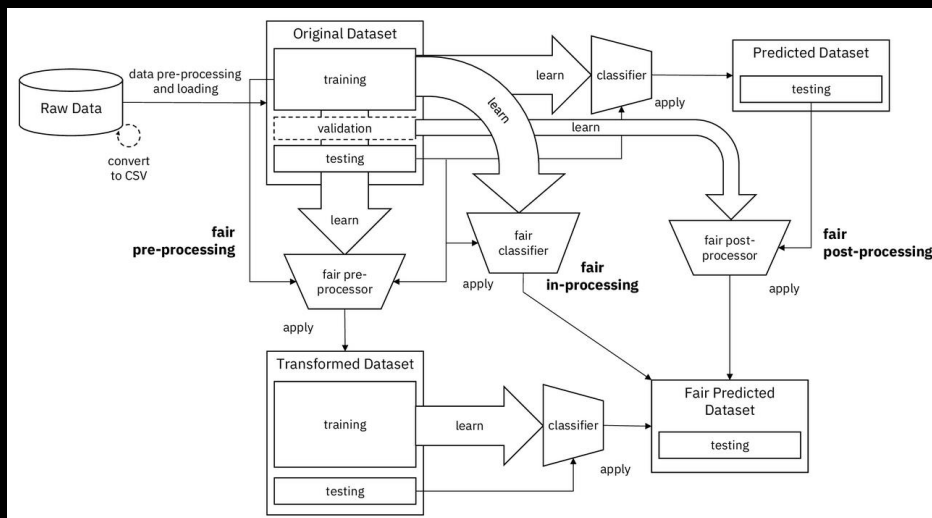 Original Dataset
training
validation
testing
Raw Data
data pre-processing
and loading
convert
to CSV
learn
learn
classifier
apply
Predicted Dataset
testing
learn
learn
fair
pre-processing
fair pre-
processor
apply
fair
classifier
apply
fair
in-processing
fair post-
processor
apply
fair
post-processing
Transformed Dataset
training
testing
learn
classifier
apply
Fair Predicted
Dataset
testing